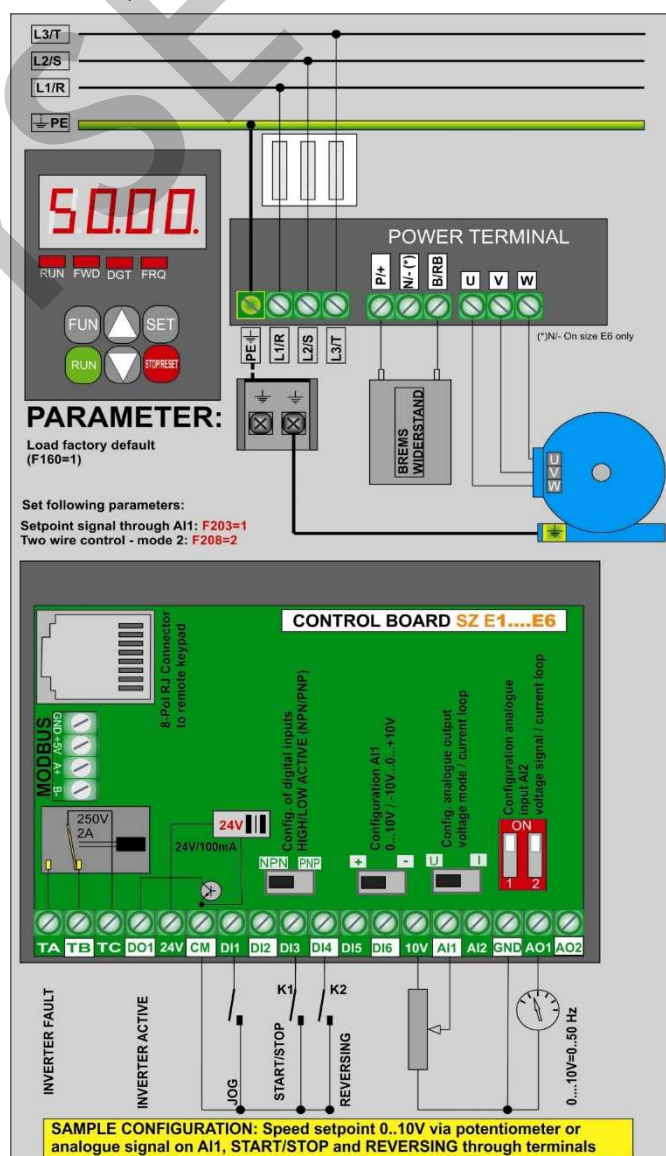 L3/T
L2/S
L1/R
PE
50.00.
RUN FWD DGT FRQ
FUN SET
RUN STOP/RESET
POWER TERMINAL
P/+ N/- (*) B/RB U V W
(*)N/- On size E6 only
PE L1/R L2/S L3/T
BREMS
WIDERSTAND
U
V
W
PARAMETER:
Load factory default
(F160=1)
Set following parameters:
Setpoint signal through AI1: F203=1
Two wire control - mode 2: F208=2
CONTROL BOARD SZ E1....E6
8-Pol RJ Connector
to remote keypad
MODBUS
GND +5V A+ B-
250V
2A
24V
24V/100mA
Config. of digital inputs
HIGH/LOW ACTIVE (NPN/PNP)
NPN PNP
Configuration AI1
0...10V / -10V...0...+10V
+ -
Config. analogue output
voltage mode / current loop
U I
Configuration analogue
input AI2
voltage signal / current loop
ON
1 2
TA TB TC DO1 24V CM DI1 DI2 DI3 DI4 DI5 DI6 10V AI1 AI2 GND AO1 AO2
INVERTER FAULT
INVERTER ACTIVE
JOG
K1
START/STOP
K2
REVERSING
0....10V=0..50 Hz
SAMPLE CONFIGURATION: Speed setpoint 0..10V via potentiometer or
analogue signal on AI1, START/STOP and REVERSING through terminals